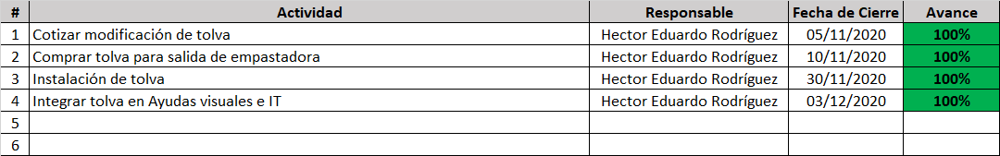 # Actividad Responsable Fecha de Cierre Avance
1 Cotizar modificación de tolva Hector Eduardo Rodríguez 05/11/2020 100%
2 Comprar tolva para salida de empastadora Hector Eduardo Rodríguez 10/11/2020 100%
3 Instalación de tolva Hector Eduardo Rodríguez 30/11/2020 100%
4 Integrar tolva en Ayudas visuales e IT Hector Eduardo Rodríguez 03/12/2020 100%
5
6